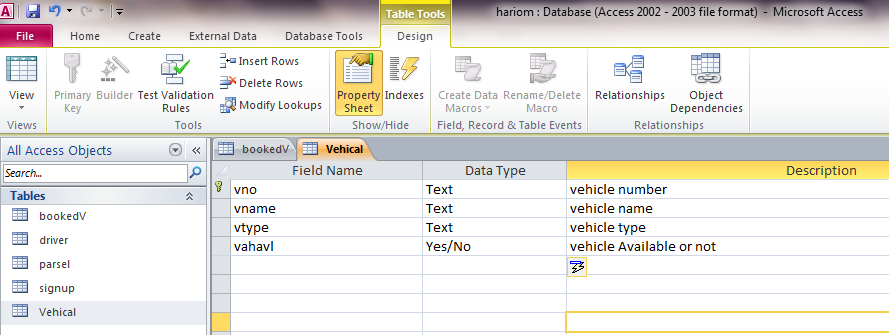 hariom : Database (Access 2002 - 2003 file format) - Microsoft Access
Table Tools
File Home Create External Data Database Tools Design
View
Primary Key
Builder
Test Validation Rules
Insert Rows
Delete Rows
Modify Lookups
Property Sheet
Indexes
Create Data Macros
Rename/Delete Macro
Relationships
Object Dependencies
Views Tools Show/Hide Field, Record & Table Events Relationships
All Access Objects
Search...
Tables
bookedV
driver
parsel
signup
Vehical
bookedV Vehical
Field Name Data Type Description
vno Text vehicle number
vname Text vehicle name
vtype Text vehicle type
vahavl Yes/No vehicle Available or not